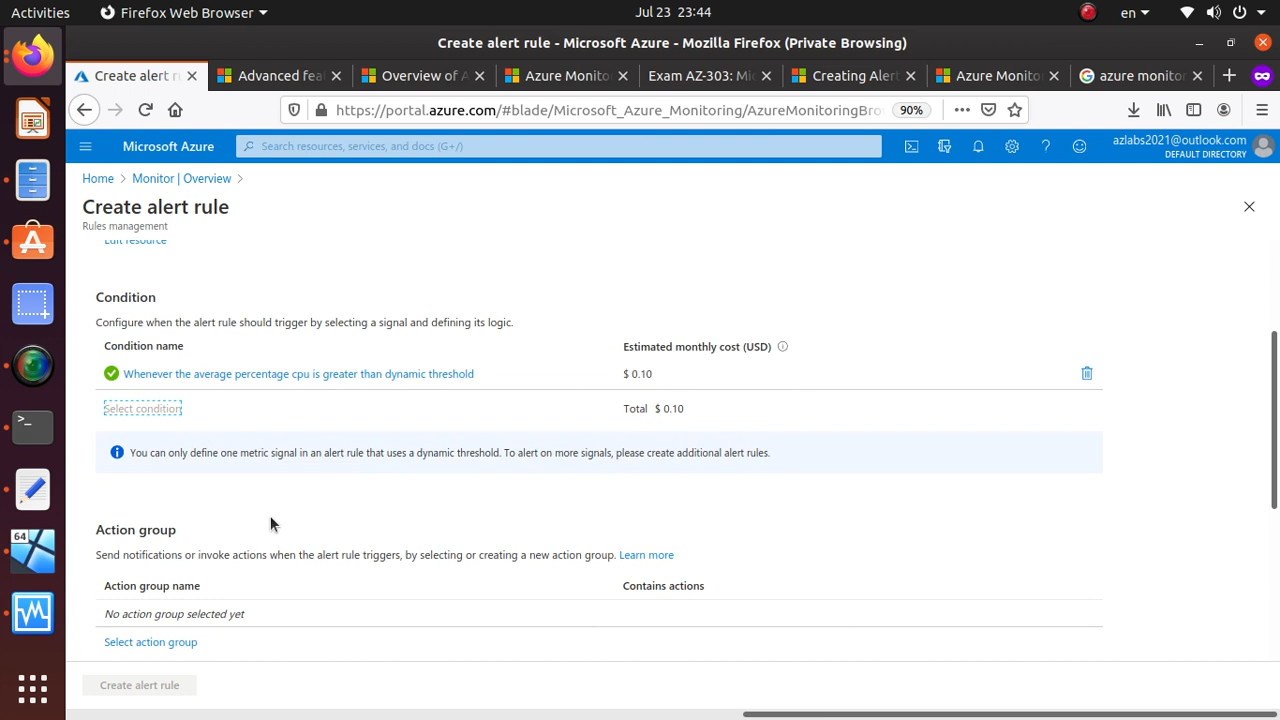 Activities
Firefox Web Browser
Jul 23 23:44
en
Create alert rule - Microsoft Azure - Mozilla Firefox (Private Browsing)
Create alert ru
Advanced fea
Overview of A
Azure Monito
Exam AZ-303: Mi
Creating Alert
Azure Monito
azure monitor
https://portal.azure.com/#blade/Microsoft_Azure_Monitoring/AzureMonitoringBro
90%
Microsoft Azure
Search resources, services, and docs (G+/)
azlabs2021@outlook.com
DEFAULT DIRECTORY
Home
Monitor | Overview
Create alert rule
Rules management
Edit resource
Condition
Configure when the alert rule should trigger by selecting a signal and defining its logic.
Condition name
Estimated monthly cost (USD)
Whenever the average percentage cpu is greater than dynamic threshold
$ 0.10
Select condition
Total $ 0.10
You can only define one metric signal in an alert rule that uses a dynamic threshold. To alert on more signals, please create additional alert rules.
Action group
Send notifications or invoke actions when the alert rule triggers, by selecting or creating a new action group. Learn more
Action group name
Contains actions
No action group selected yet
Select action group
64
Create alert rule